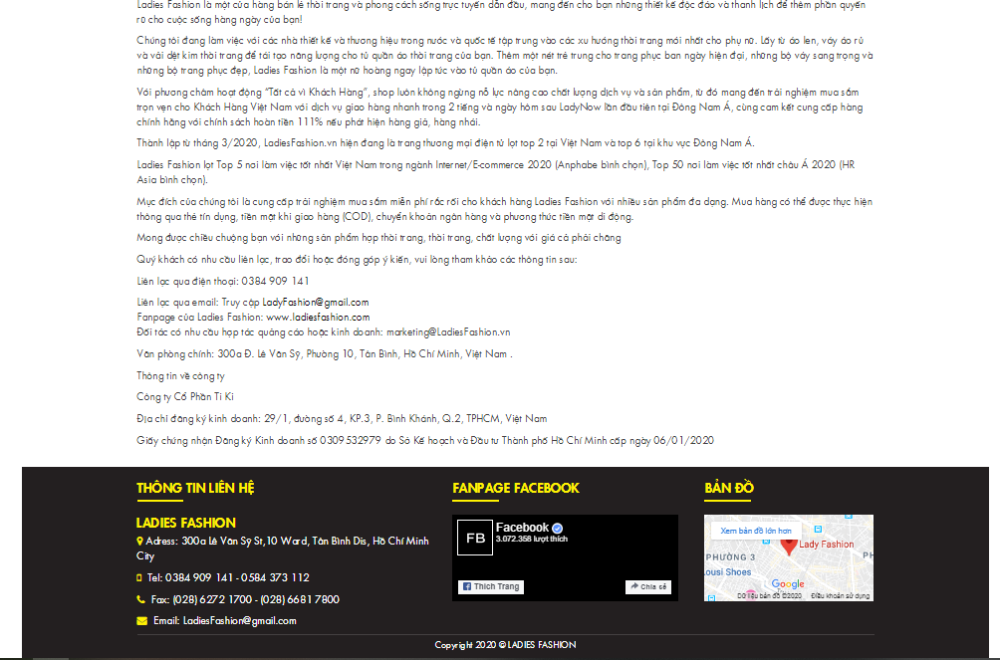 Ladies Fashion là một cửa hàng bán lẻ thời trang và phong cách sống trực tuyến dẫn đầu, mang đến cho bạn những thiết kế độc đáo và thanh lịch để thêm phần quyến
rũ cho cuộc sống hàng ngày của bạn!
Chúng tôi đang làm việc với các nhà thiết kế và thương hiệu trong nước và quốc tế tập trung vào các xu hướng thời trang mới nhất cho phụ nữ. Lấy từ áo len, váy áo rủ
và vải dệt kim thời trang để tái tạo năng lượng cho tủ quần áo thời trang của bạn. Thêm một nét trẻ trung cho trang phục ban ngày hiện đại, những bộ váy sang trọng và
những bộ trang phục đẹp, Ladies Fashion là một nữ hoàng ngay lập tức vào tủ quần áo của bạn.
Với phương châm hoạt động "Tất cả vì Khách Hàng", shop luôn không ngừng nỗ lực nâng cao chất lượng dịch vụ và sản phẩm, từ đó mang đến trải nghiệm mua sắm
trọn vẹn cho Khách Hàng Việt Nam với dịch vụ giao hàng nhanh trong 2 tiếng và ngày hôm sau LadyNow lần đầu tiên tại Đông Nam Á, cùng cam kết cung cấp hàng
chính hãng với chính sách hoàn tiền 111% nếu phát hiện hàng giả, hàng nhái.
Thành lập từ tháng 3/2020, LadiesFashion.vn hiện đang là trang thương mại điện tử lọt top 2 tại Việt Nam và top 6 tại khu vực Đông Nam Á.
Ladies Fashion lọt Top 5 nơi làm việc tốt nhất Việt Nam trong ngành Internet/E-commerce 2020 (Anphabe bình chọn), Top 50 nơi làm việc tốt nhất châu Á 2020 (HR
Asia bình chọn).
Mục đích của chúng tôi là cung cấp trải nghiệm mua sắm miễn phí rắc rối cho khách hàng Ladies Fashion với nhiều sản phẩm đa dạng. Mua hàng có thể được thực hiện
thông qua thẻ tín dụng, tiền mặt khi giao hàng (COD), chuyển khoản ngân hàng và phương thức tiền mặt di động.
Mong được chiều chuộng bạn với những sản phẩm hợp thời trang, thời trang, chất lượng với giá cả phải chăng
Quý khách có nhu cầu liên lạc, trao đổi hoặc đóng góp ý kiến, vui lòng tham khảo các thông tin sau:
Liên lạc qua điện thoại: 0384 909 141
Liên lạc qua email: Truy cập LadyFashion@gmail.com
Fanpage của Ladies Fashion: www.ladiesfashion.com
Đối tác có nhu cầu hợp tác quảng cáo hoặc kinh doanh: marketing@LadiesFashion.vn
Văn phòng chính: 300a Đ. Lê Văn Sỹ, Phường 10, Tân Bình, Hồ Chí Minh, Việt Nam .
Thông tin về công ty
Công ty Cổ Phần Ti Ki
Địa chỉ đăng ký kinh doanh: 29/1, đường số 4, KP.3, P. Bình Khánh, Q.2, TPHCM, Việt Nam
Giấy chứng nhận Đăng ký Kinh doanh số 0309532979 do Sở Kế hoạch và Đầu tư Thành phố Hồ Chí Minh cấp ngày 06/01/2020
THÔNG TIN LIÊN HỆ
LADIES FASHION
Adress: 300a Lê Văn Sỹ St,10 Ward, Tân Bình Dis, Hồ Chí Minh
City
Tel: 0384 909 141 - 0584 373 112
Fax: (028) 6272 1700 - (028) 6681 7800
Email: LadiesFashion@gmail.com
FANPAGE FACEBOOK
FB
Facebook
3.072.358 lượt thích
Thích Trang
Chia sẻ
BẢN ĐỒ
Xem bản đồ lớn hơn
Lady Fashion
PHƯỜNG 3
PH
ousi Shoes
Google
Dữ liệu bản đồ ©2020
Điều khoản sử dụng
Copyright 2020 © LADIES FASHION